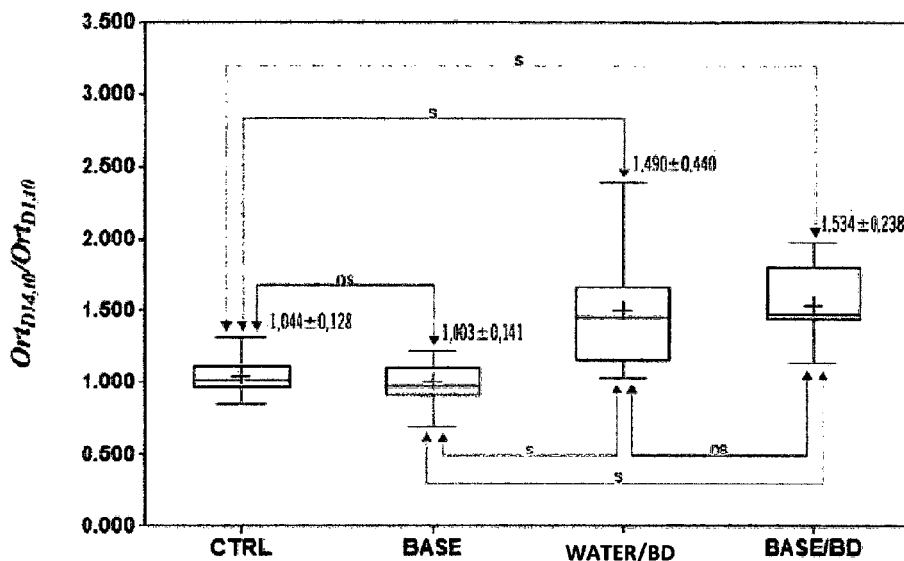 3.500
3.000
2.500
2.000
1.500
1.000
0.500
0.000
Ort_{D14,10}/Ort_{D1,10}
s
s
1,490±0,440
1,534±0,238
ns
1,044±0,128
1,003±0,141
s
ns
s
CTRL BASE WATER/BD BASE/BD